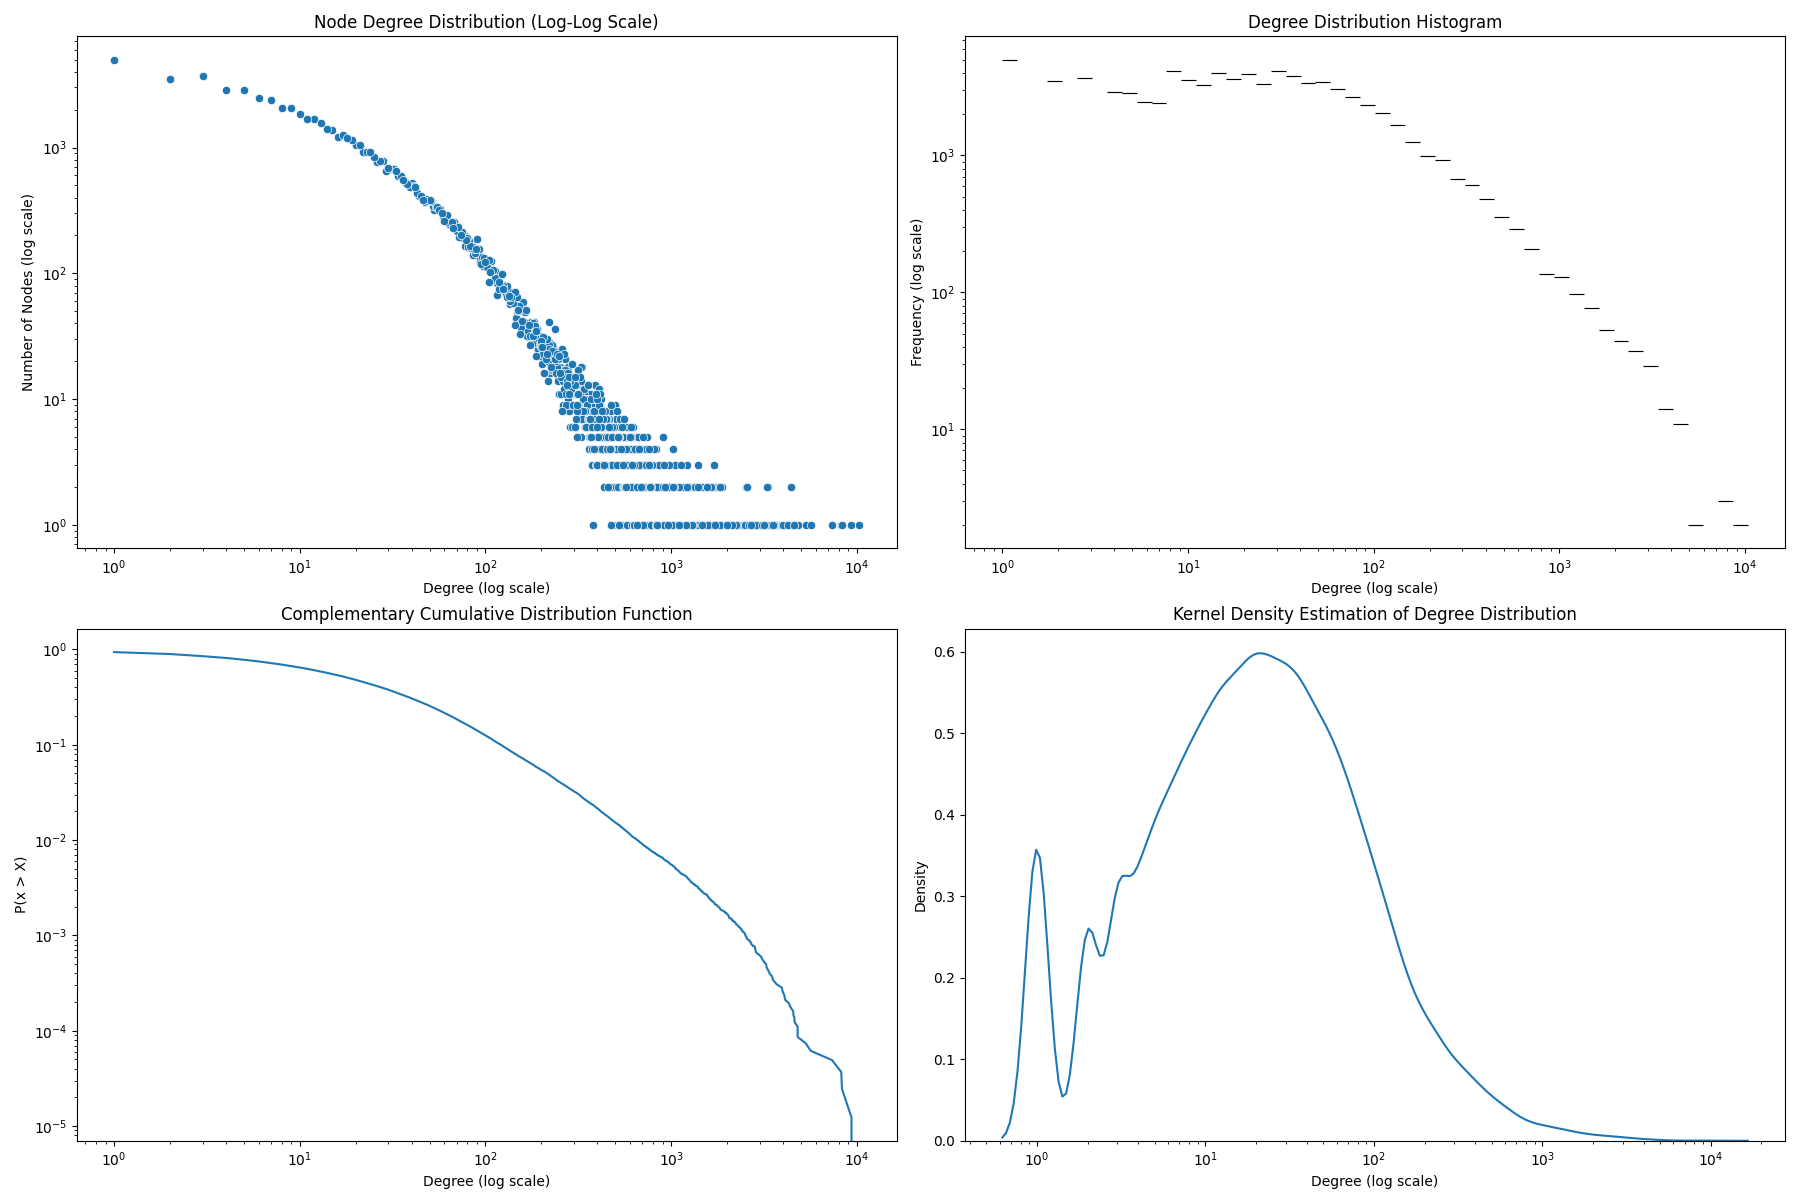 Node Degree Distribution (Log-Log Scale)
Number of Nodes (log scale)
10³
10²
10¹
10⁰
10⁰ 10¹ 10² 10³ 10⁴
Degree (log scale)
Degree Distribution Histogram
Frequency (log scale)
10³
10²
10¹
10⁰ 10¹ 10² 10³ 10⁴
Degree (log scale)
Complementary Cumulative Distribution Function
P(x > X)
10⁰
10⁻¹
10⁻²
10⁻³
10⁻⁴
10⁻⁵
10⁰ 10¹ 10² 10³ 10⁴
Degree (log scale)
Kernel Density Estimation of Degree Distribution
Density
0.6
0.5
0.4
0.3
0.2
0.1
0.0
10⁰ 10¹ 10² 10³ 10⁴
Degree (log scale)